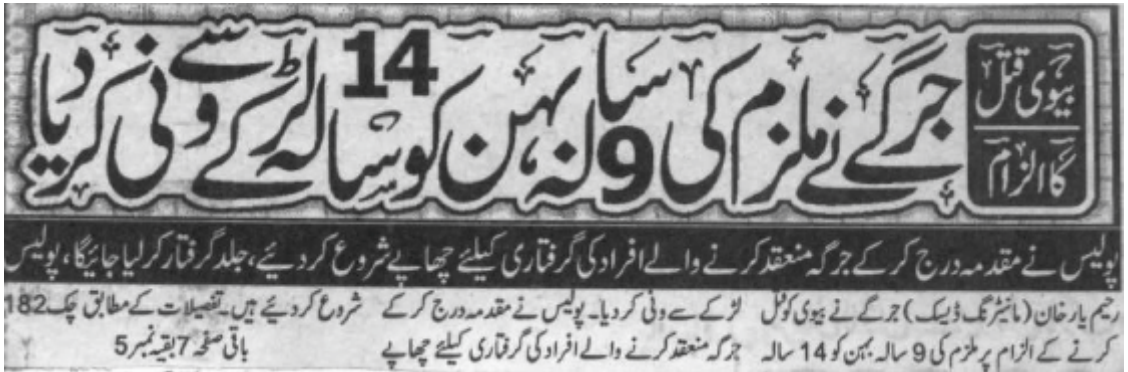 بیوی قتل
کا الزام
جرگے نے ملزم کی 9 سالہ بہن کو 14 سالہ لڑکے سے ونی کر دیا
پولیس نے مقدمہ درج کر کے جرگہ منعقد کرنے والے افراد کی گرفتاری کیلئے چھاپے شروع کر دیئے، جلد گرفتار کر لیا جائیگا، پولیس
رحیم یار خان (مانیٹرنگ ڈیسک) جرگے نے بیوی کو قتل
کرنے کے الزام پر ملزم کی 9 سالہ بہن کو 14 سالہ
لڑکے سے ونی کر دیا۔ پولیس نے مقدمہ درج کر کے
جرگہ منعقد کرنے والے افراد کی گرفتاری کیلئے چھاپے
شروع کر دیئے ہیں۔ تفصیلات کے مطابق چک 182
باقی صفحہ 7 بقیہ نمبر 5